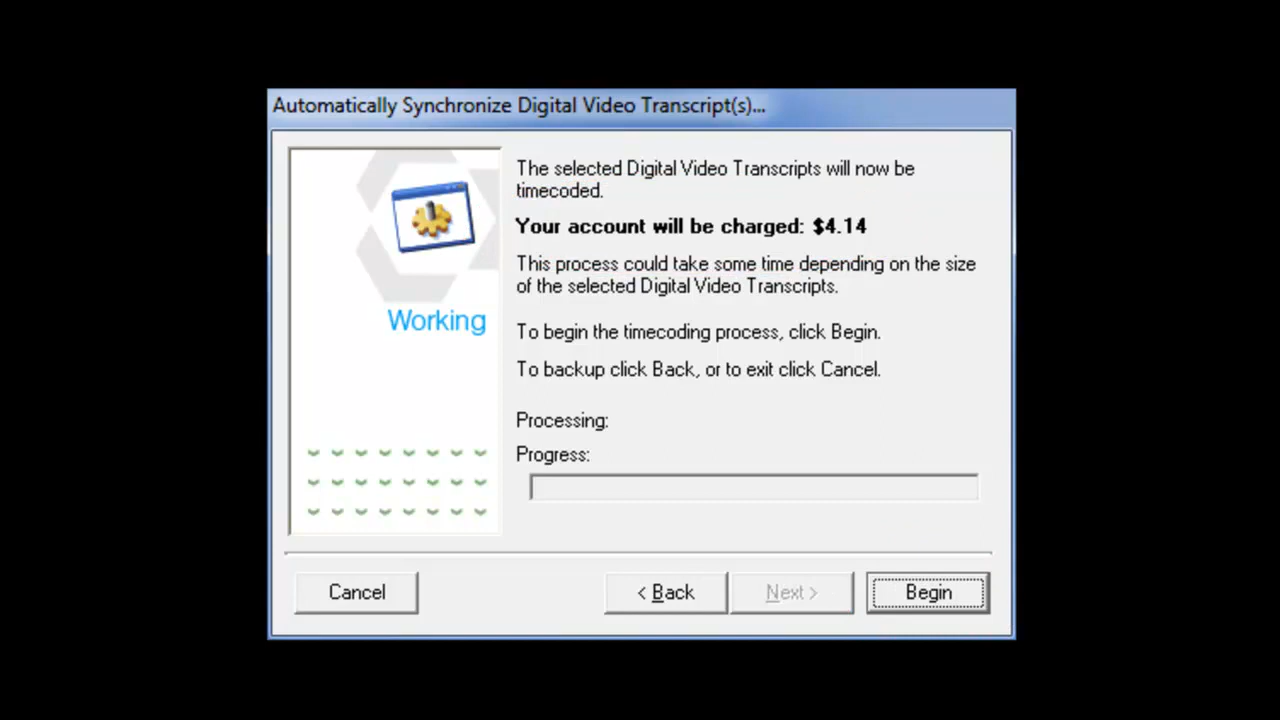 Automatically Synchronize Digital Video Transcript(s)...
The selected Digital Video Transcripts will now be
timecoded.
Your account will be charged: $4.14
This process could take some time depending on the size
of the selected Digital Video Transcripts.
Working
To begin the timecoding process, click Begin.
To backup click Back, or to exit click Cancel.
Processing:
Progress:
Cancel
< Back
Next >
Begin